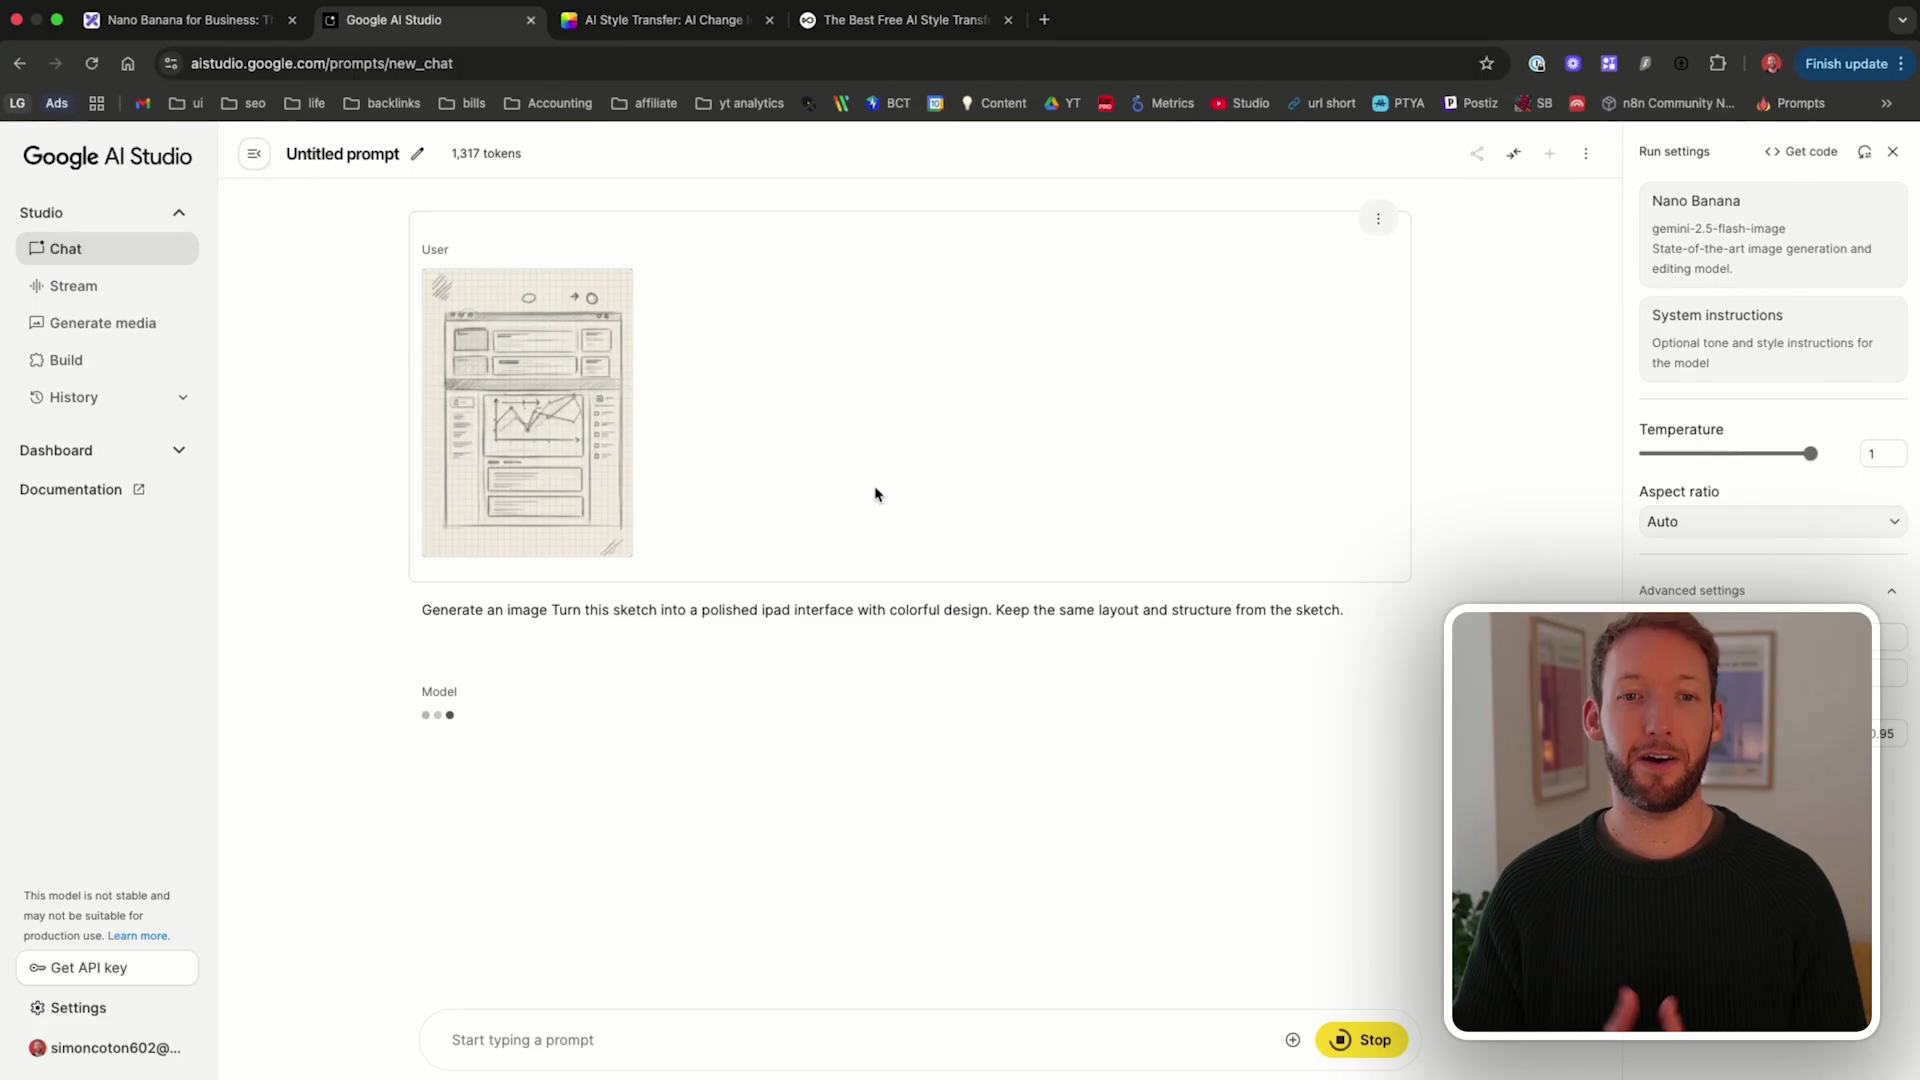 Nano Banana for Business: Th
Google AI Studio
AI Style Transfer: AI Change I
The Best Free AI Style Transf
aistudio.google.com/prompts/new_chat
Finish update
LG
Ads
ui
seo
life
backlinks
bills
Accounting
affiliate
yt analytics
BCT
Content
YT
Metrics
Studio
url short
PTYA
Postiz
SB
n8n Community N...
Prompts
Google AI Studio
Untitled prompt
1,317 tokens
Run settings
Get code
Studio
Chat
Stream
Generate media
Build
History
Dashboard
Documentation
User
Generate an image Turn this sketch into a polished ipad interface with colorful design. Keep the same layout and structure from the sketch.
Model
Nano Banana
gemini-2.5-flash-image
State-of-the-art image generation and
editing model.
System instructions
Optional tone and style instructions for
the model
Temperature
1
Aspect ratio
Auto
Advanced settings
0.95
This model is not stable and
may not be suitable for
production use. Learn more.
Get API key
Settings
simoncoton602@...
Start typing a prompt
Stop